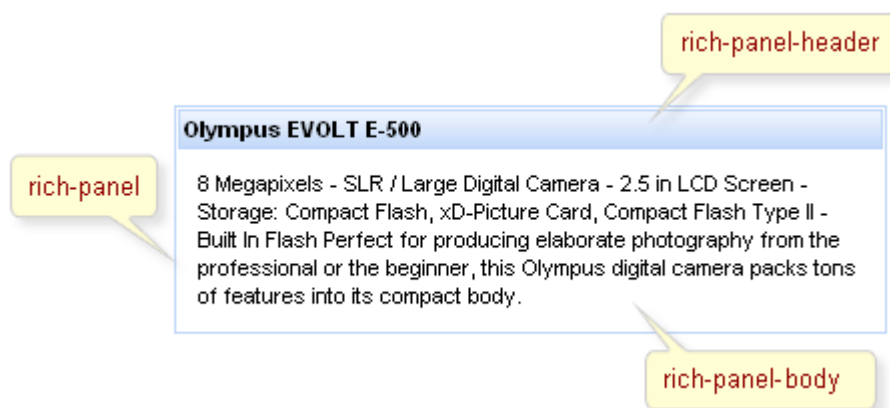 rich-panel-header
Olympus EVOLT E-500
rich-panel
8 Megapixels - SLR / Large Digital Camera - 2.5 in LCD Screen -
Storage: Compact Flash, xD-Picture Card, Compact Flash Type II -
Built In Flash Perfect for producing elaborate photography from the
professional or the beginner, this Olympus digital camera packs tons
of features into its compact body.
rich-panel-body